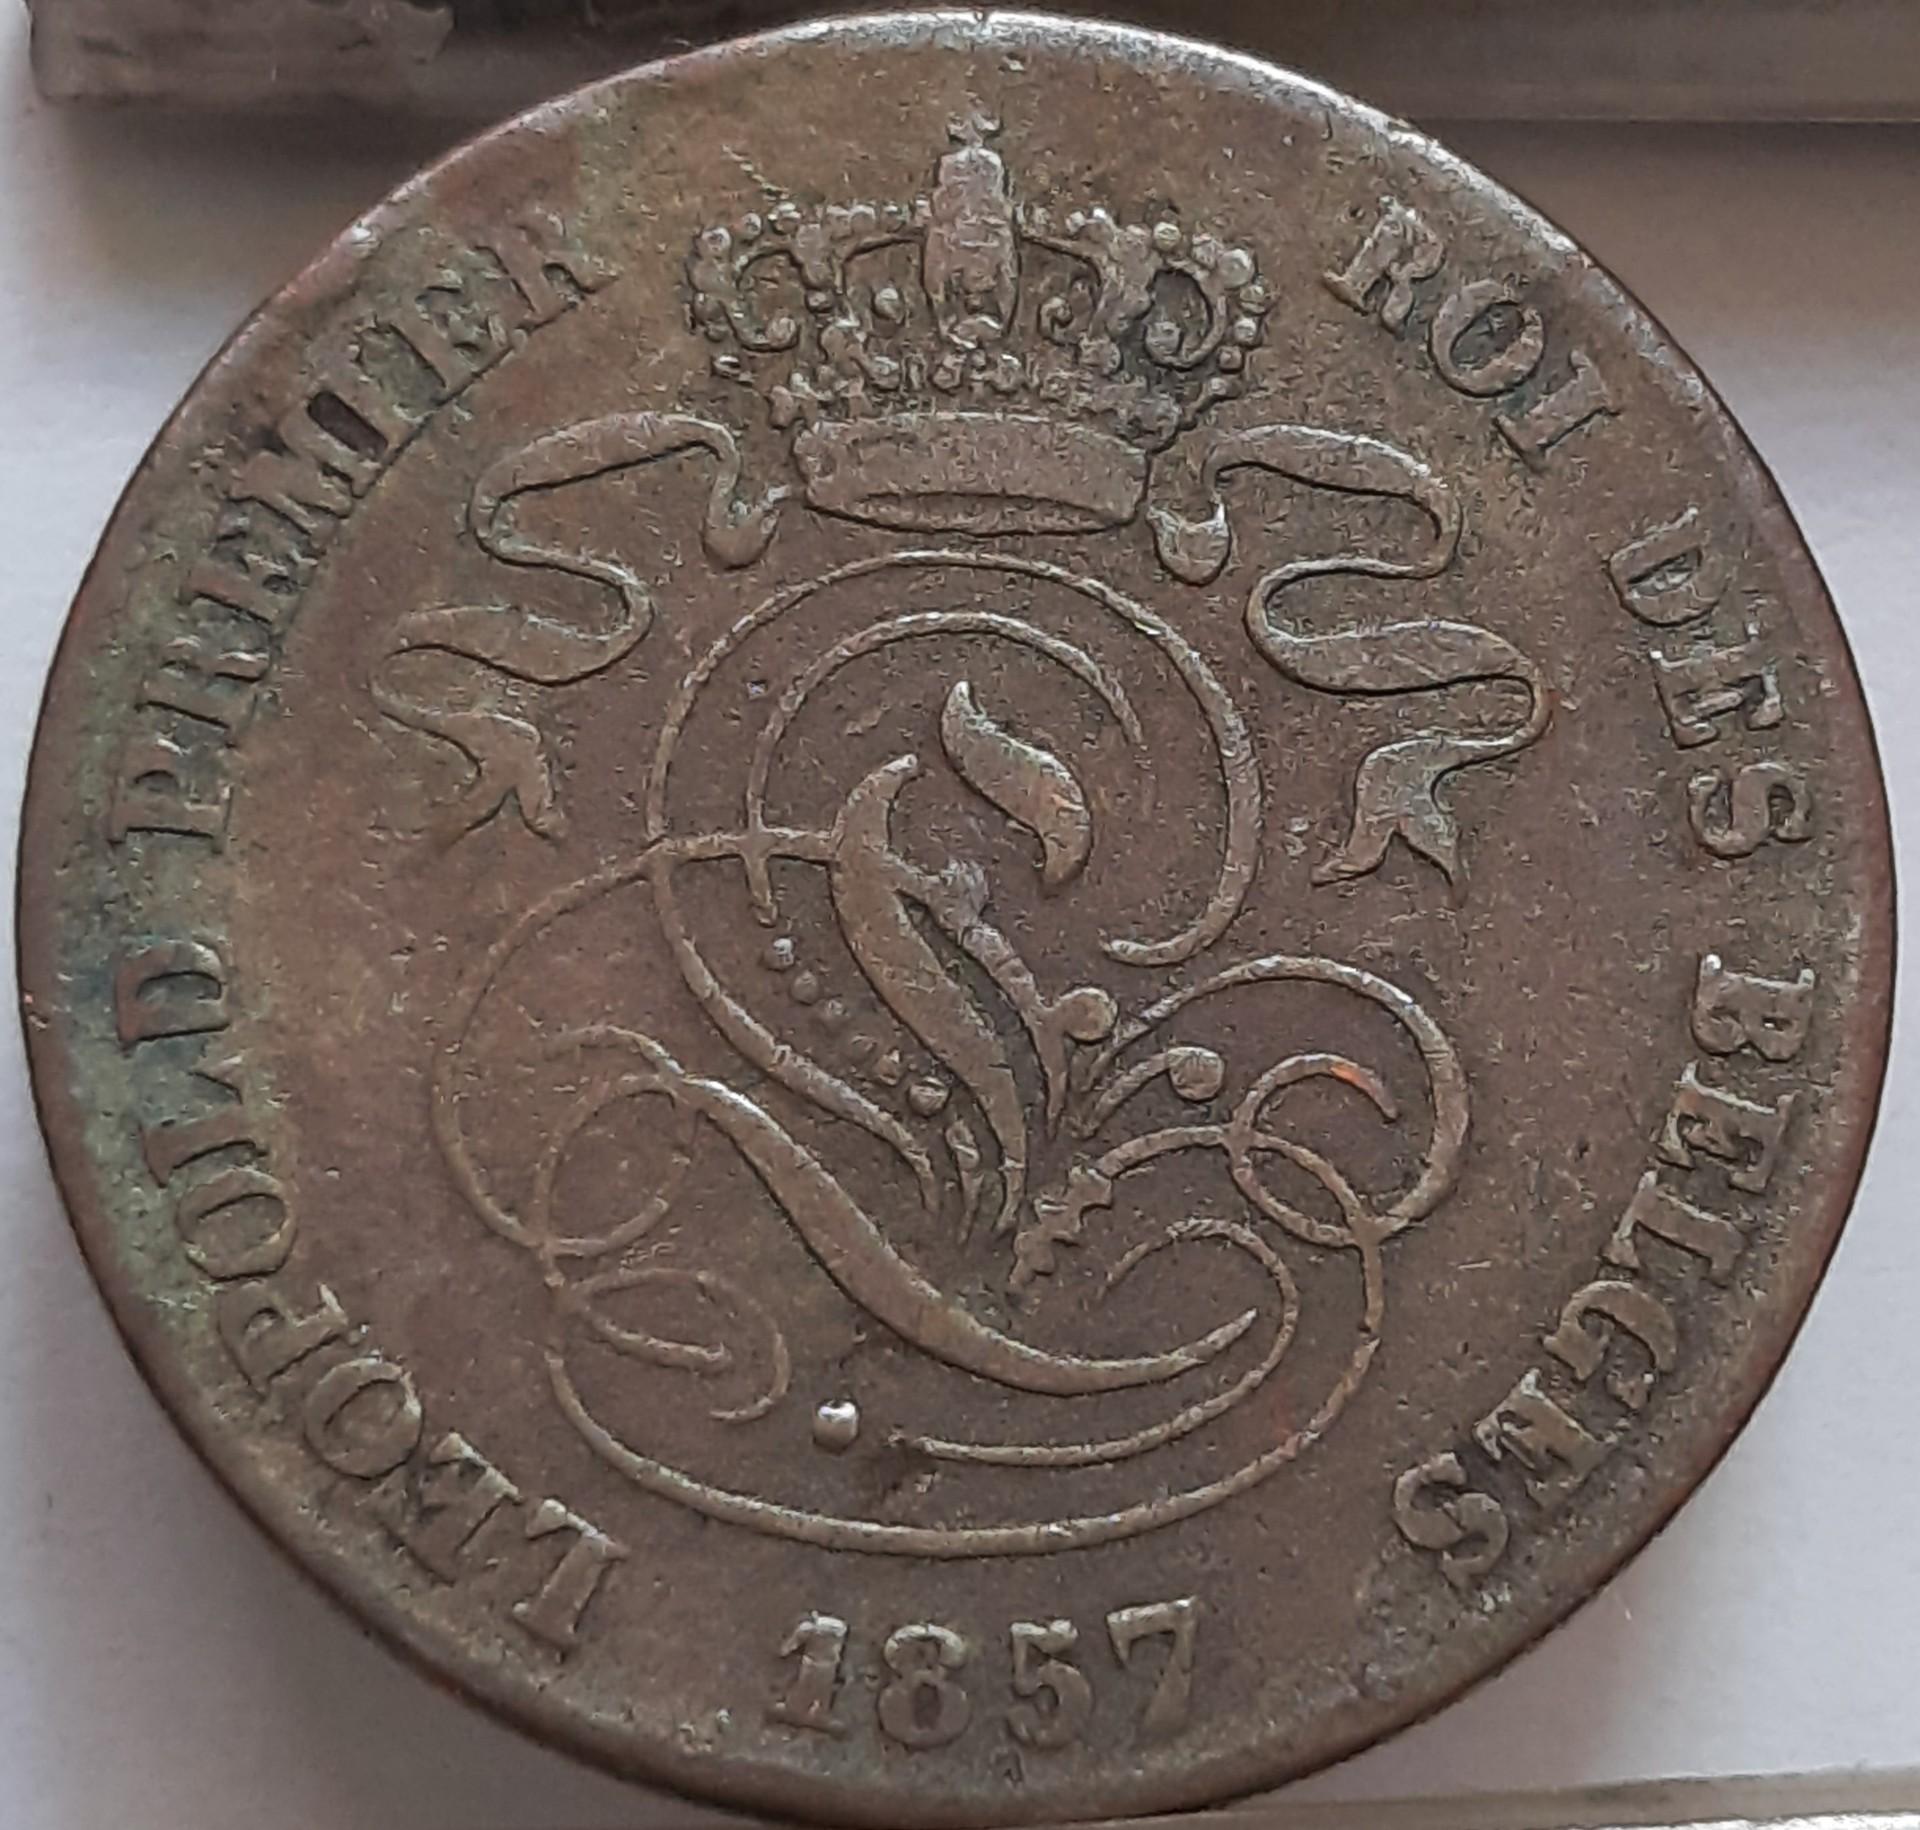 LEOPOLD PREMIER ROI DES BELGES
1857